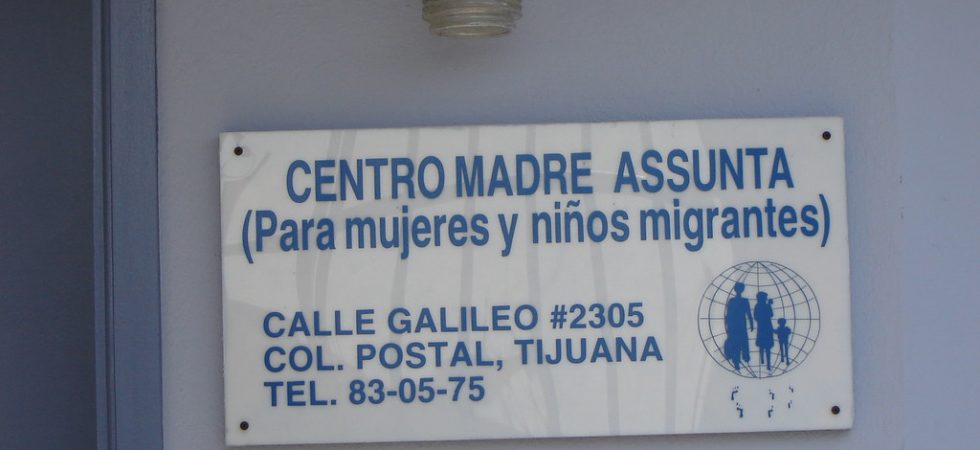 CENTRO MADRE ASSUNTA
(Para mujeres y niños migrantes)
CALLE GALILEO #2305
COL. POSTAL, TIJUANA
TEL. 83-05-75